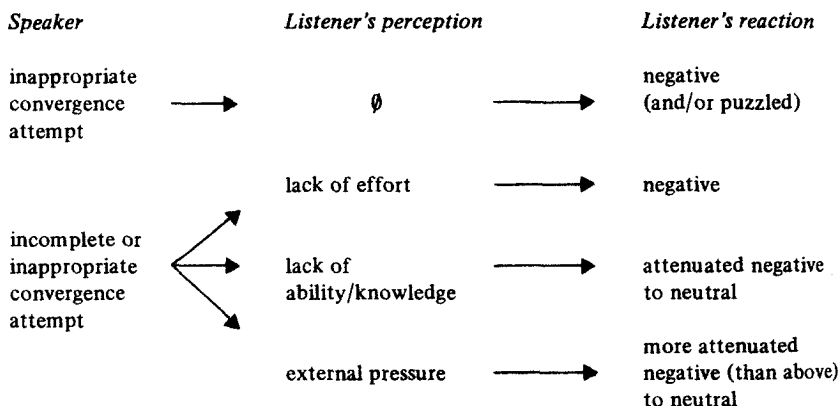 Speaker Listener's perception Listener's reaction
inappropriate
convergence
attempt
∅
negative
(and/or puzzled)
lack of effort
negative
incomplete or
inappropriate
convergence
attempt
lack of
ability/knowledge
attenuated negative
to neutral
external pressure
more attenuated
negative (than above)
to neutral